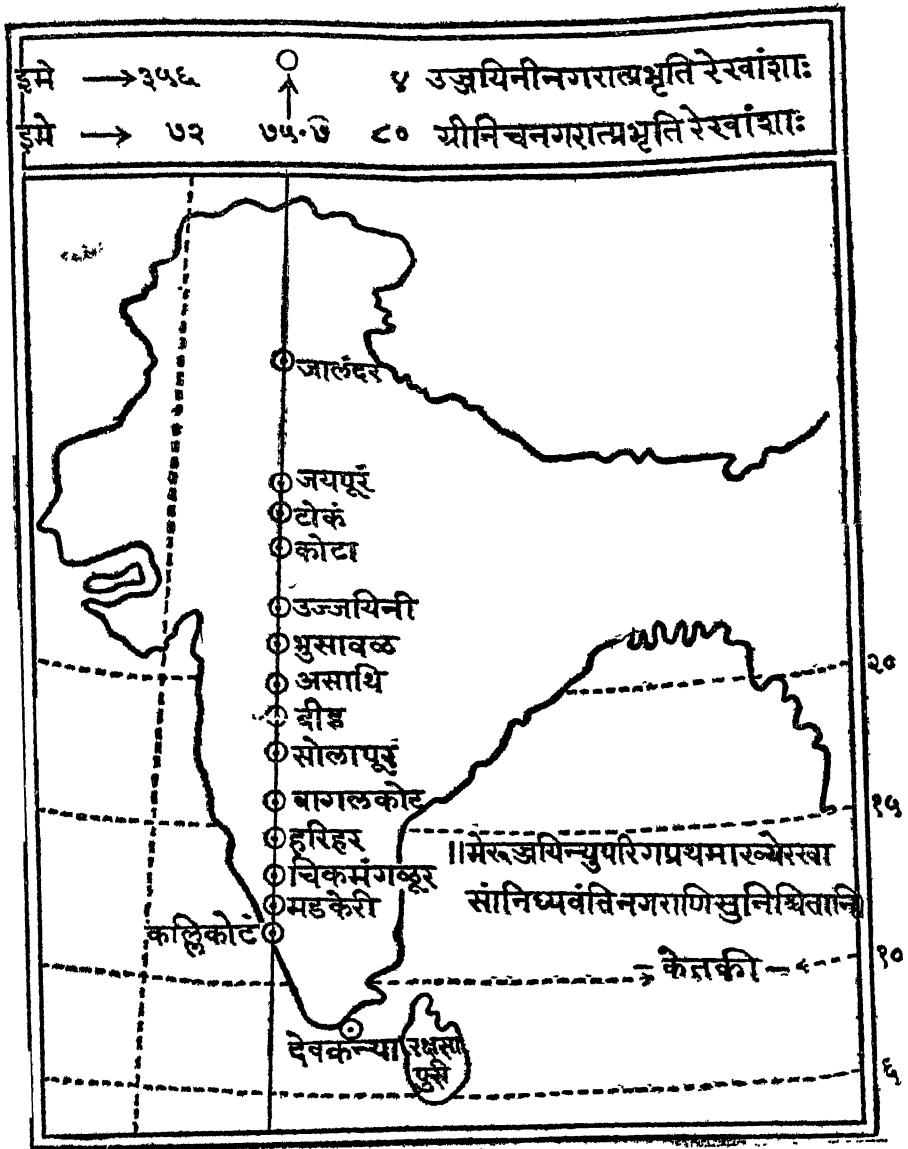 इमे →३५६ ० ४ उज्जयिनीनगरात्प्रभृति रेखांशाः
इमे → ७२ ७५·७ ८० ग्रीनिचनगरात्प्रभृति रेखांशाः
जालंदर
जयपूरं
टोकं
कोटा
उज्जयिनी
भुसावळ
२०
असाथि
बीड
सोलापूरं
बागलकोट
१५
हरिहर
॥मेरूज्जयिन्युपरिगप्रथमाख्यरेखा
चिकमंगळूर
सांनिध्यवंतिनगराणिसुनिश्चितानि
मडकेरी
कल्लिकोटं
केतकी
१०
देवकन्या
रक्षसा
पुरी